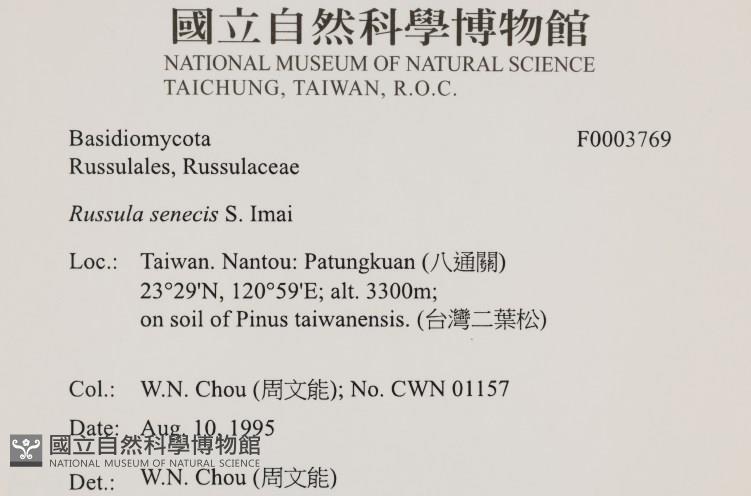 國立自然科學博物館
NATIONAL MUSEUM OF NATURAL SCIENCE
TAICHUNG, TAIWAN, R.O.C.
Basidiomycota F0003769
Russulales, Russulaceae
Russula senecis S. Imai
Loc.: Taiwan. Nantou: Patungkuan (八通關)
23°29'N, 120°59'E; alt. 3300m;
on soil of Pinus taiwanensis. (台灣二葉松)
Col.: W.N. Chou (周文能); No. CWN 01157
Date: Aug. 10, 1995
國立自然科學博物館
NATIONAL MUSEUM OF NATURAL SCIENCE
Det.: W.N. Chou (周文能)